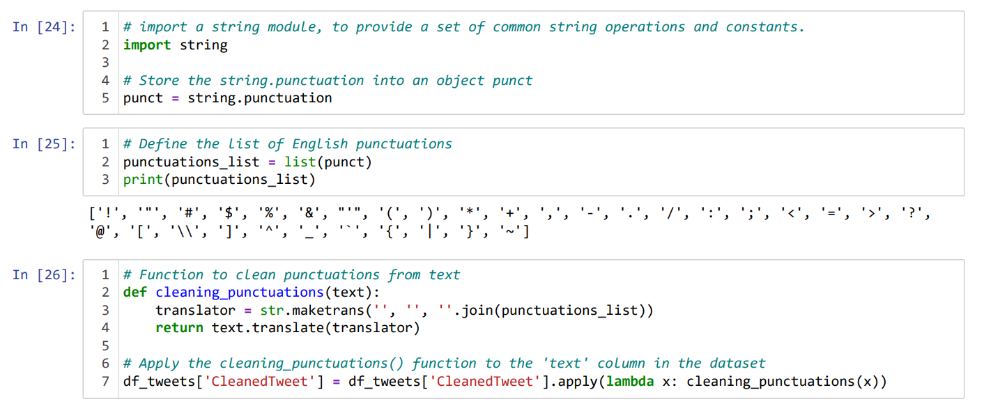 In [24]:
1 # import a string module, to provide a set of common string operations and constants.
2 import string
3
4 # Store the string.punctuation into an object punct
5 punct = string.punctuation
In [25]:
1 # Define the list of English punctuations
2 punctuations_list = list(punct)
3 print(punctuations_list)
['!', '"', '#', '$', '%', '&', "'", '(', ')', '*', '+', ',', '-', '.', '/', ':', ';', '<', '=', '>', '?',
'@', '[', '\\', ']', '^', '_', '`', '{', '|', '}', '~']
In [26]:
1 # Function to clean punctuations from text
2 def cleaning_punctuations(text):
3     translator = str.maketrans('', '', ''.join(punctuations_list))
4     return text.translate(translator)
5
6 # Apply the cleaning_punctuations() function to the 'text' column in the dataset
7 df_tweets['CleanedTweet'] = df_tweets['CleanedTweet'].apply(lambda x: cleaning_punctuations(x))